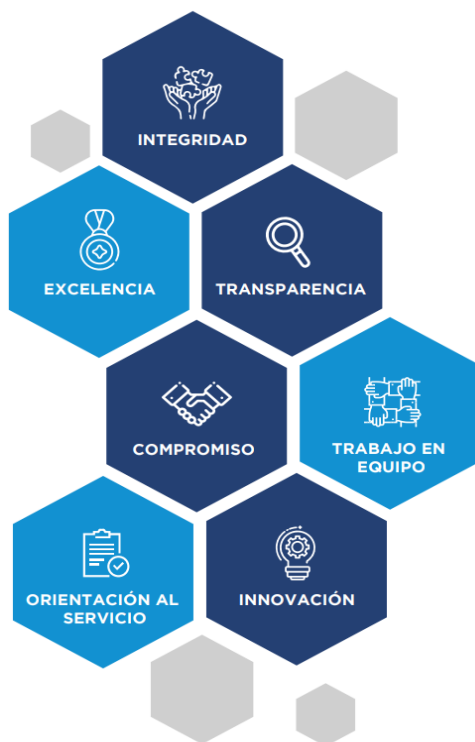 INTEGRIDAD
EXCELENCIA
TRANSPARENCIA
COMPROMISO
TRABAJO EN
EQUIPO
ORIENTACIÓN AL
SERVICIO
INNOVACIÓN